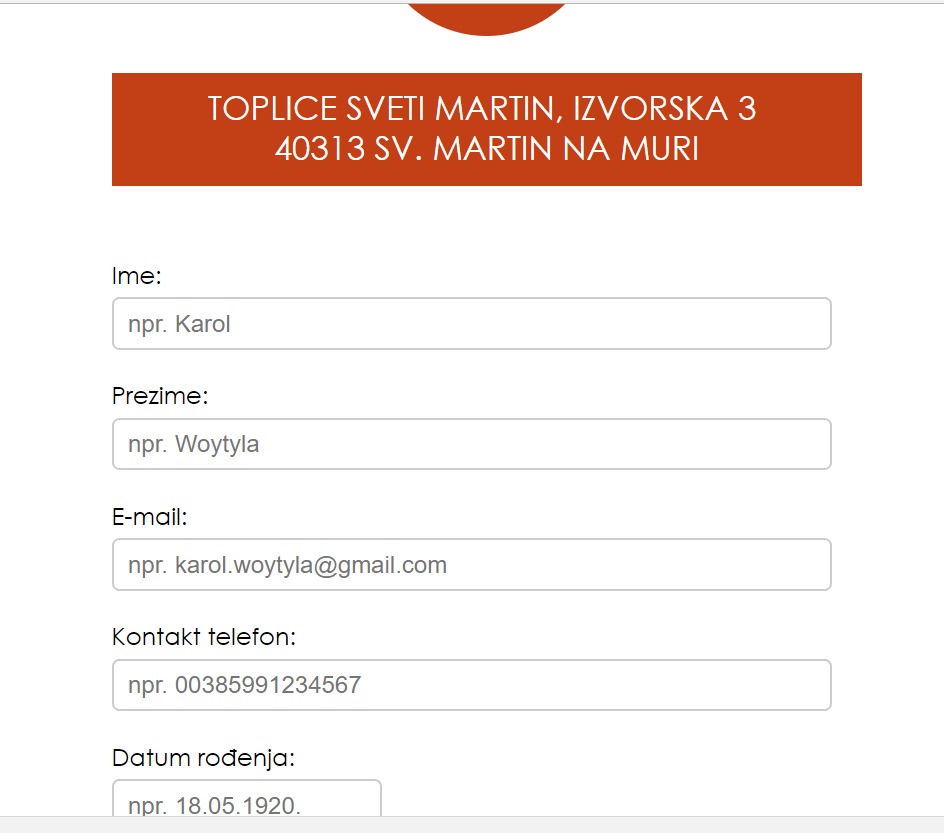 TOPLICE SVETI MARTIN, IZVORSKA 3
40313 SV. MARTIN NA MURI
Ime:
npr. Karol
Prezime:
npr. Woytyla
E-mail:
npr. karol.woytyla@gmail.com
Kontakt telefon:
npr. 00385991234567
Datum rođenja:
npr. 18.05.1920.